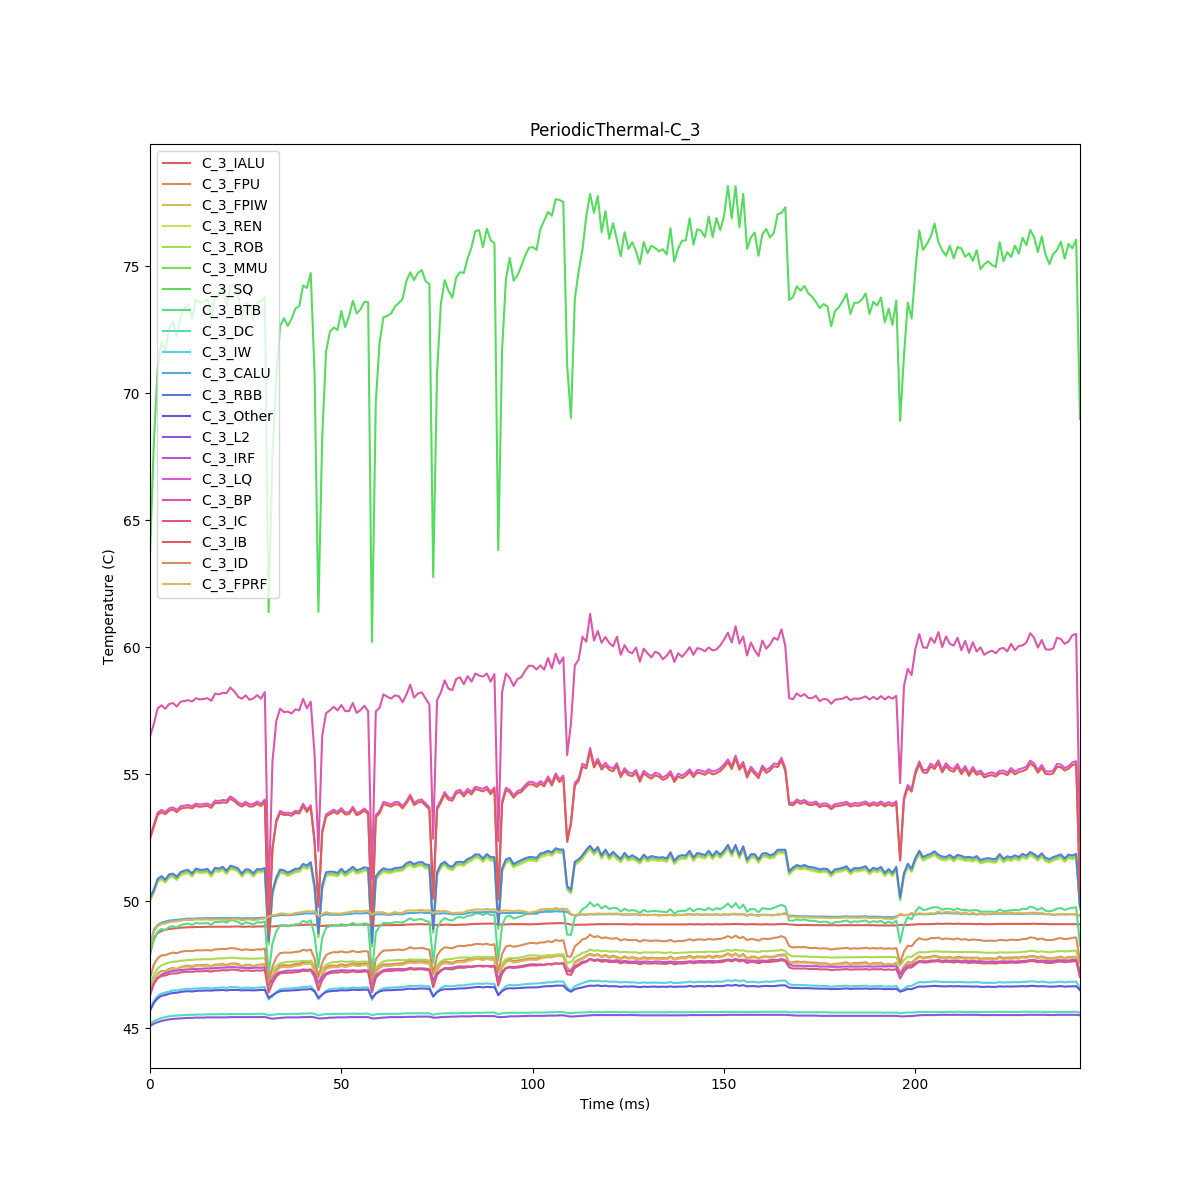 PeriodicThermal-C_3
C_3_IALU
C_3_FPU
C_3_FPIW
C_3_REN
C_3_ROB
C_3_MMU
C_3_SQ
C_3_BTB
C_3_DC
C_3_IW
C_3_CALU
C_3_RBB
C_3_Other
C_3_L2
C_3_IRF
C_3_LQ
C_3_BP
C_3_IC
C_3_IB
C_3_ID
C_3_FPRF
75
70
65
60
55
50
45
Temperature (C)
0 50 100 150 200
Time (ms)